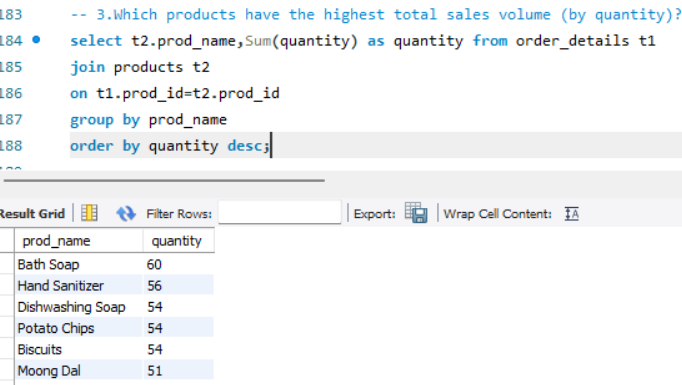 183 -- 3.Which products have the highest total sales volume (by quantity)?
184 select t2.prod_name,Sum(quantity) as quantity from order_details t1
185 join products t2
186 on t1.prod_id=t2.prod_id
187 group by prod_name
188 order by quantity desc;
Result Grid Filter Rows: Export: Wrap Cell Content: IA
prod_name quantity
Bath Soap 60
Hand Sanitizer 56
Dishwashing Soap 54
Potato Chips 54
Biscuits 54
Moong Dal 51